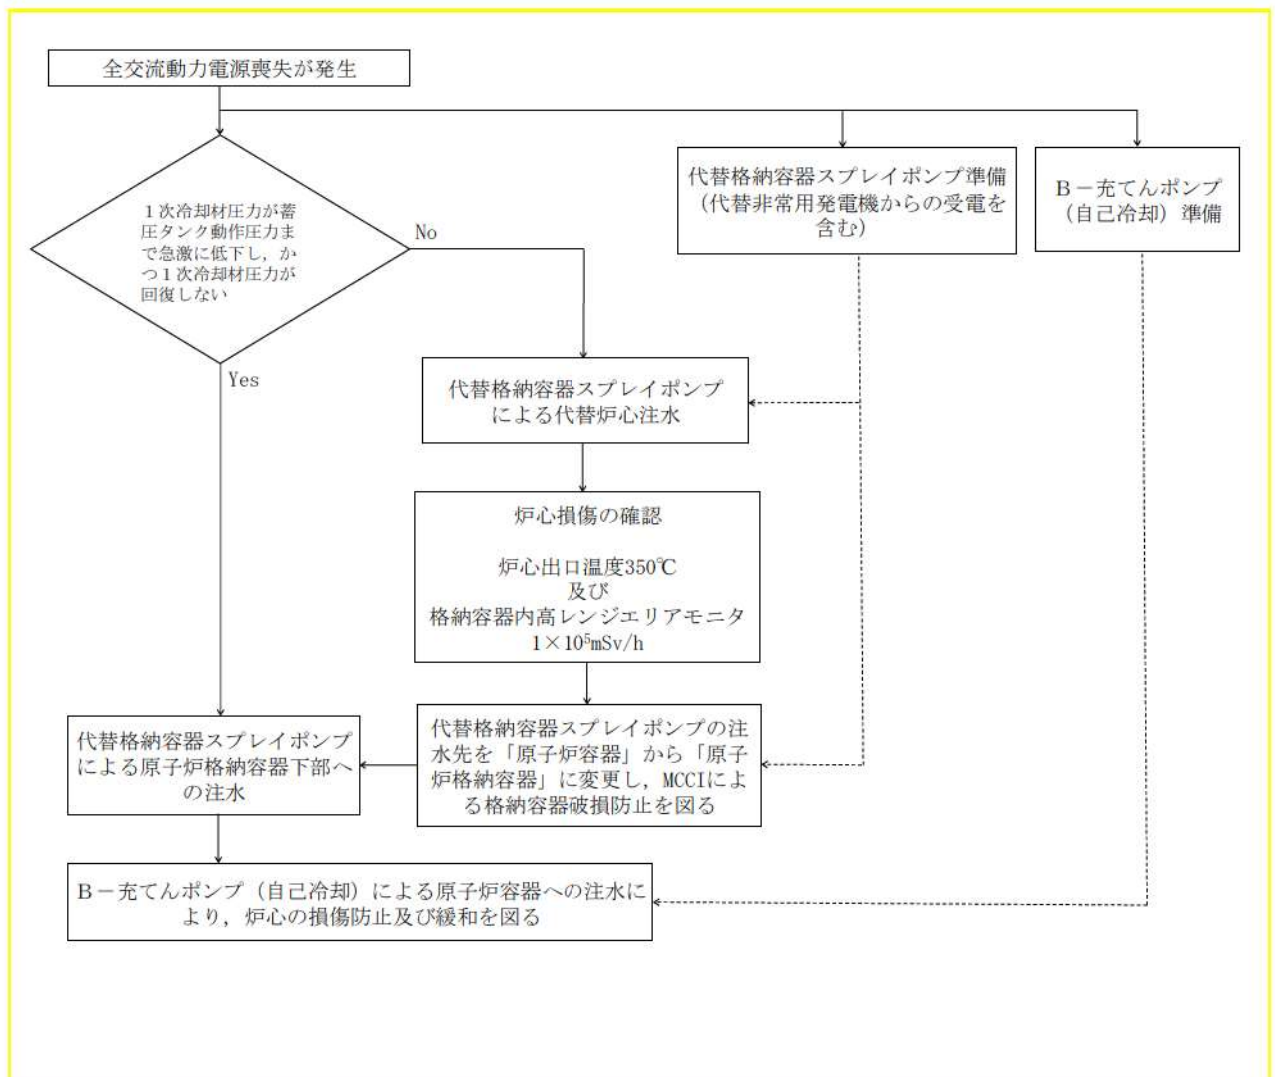 全交流動力電源喪失が発生
1次冷却材圧力が蓄
圧タンク動作圧力ま
で急激に低下し，か
つ1次冷却材圧力が
回復しない
No
Yes
代替格納容器スプレイポンプ準備
（代替非常用発電機からの受電を
含む）
B－充てんポンプ
（自己冷却）準備
代替格納容器スプレイポンプ
による代替炉心注水
炉心損傷の確認
炉心出口温度350℃
及び
格納容器内高レンジエリアモニタ
1×10⁵mSv/h
代替格納容器スプレイポンプの注
水先を「原子炉容器」から「原子
炉格納容器」に変更し，MCCIによ
る格納容器破損防止を図る
代替格納容器スプレイポンプ
による原子炉格納容器下部へ
の注水
B－充てんポンプ（自己冷却）による原子炉容器への注水に
より，炉心の損傷防止及び緩和を図る